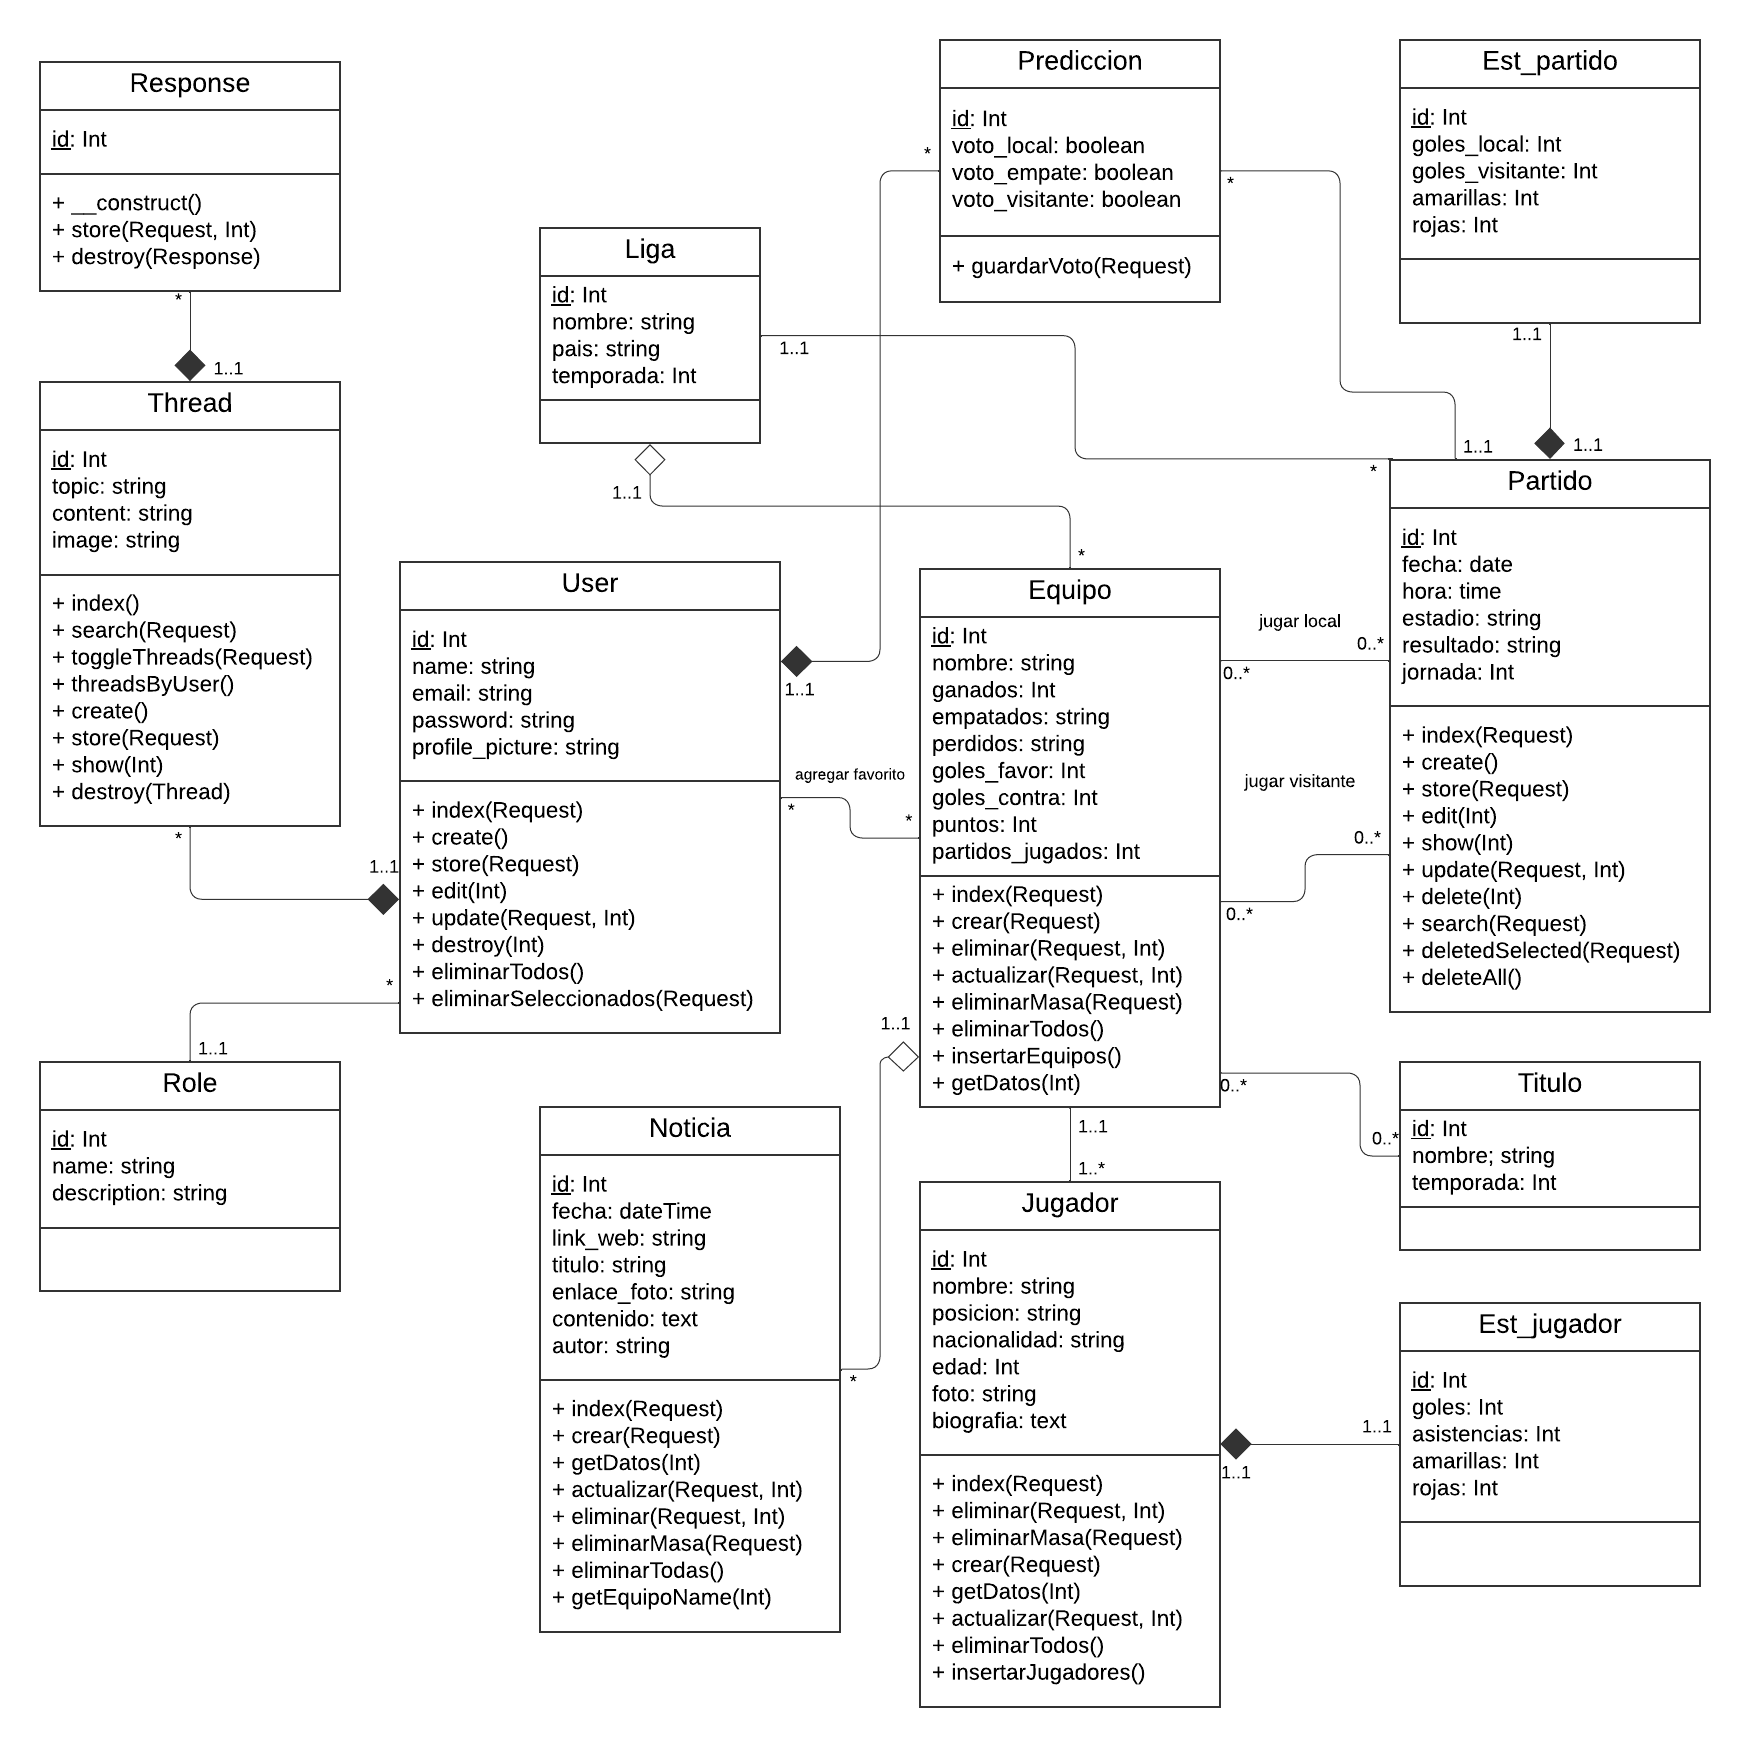 Response
id: Int
+ __construct()
+ store(Request, Int)
+ destroy(Response)
*
1..1
Thread
id: Int
topic: string
content: string
image: string
+ index()
+ search(Request)
+ toggleThreads(Request)
+ threadsByUser()
+ create()
+ store(Request)
+ show(Int)
+ destroy(Thread)
*
1..1
User
id: Int
name: string
email: string
password: string
profile_picture: string
+ index(Request)
+ create()
+ store(Request)
+ edit(Int)
+ update(Request, Int)
+ destroy(Int)
+ eliminarTodos()
+ eliminarSeleccionados(Request)
*
1..1
Role
id: Int
name: string
description: string
Liga
id: Int
nombre: string
pais: string
temporada: Int
1..1
*
1..1
*
Prediccion
id: Int
voto_local: boolean
voto_empate: boolean
voto_visitante: boolean
+ guardarVoto(Request)
*
1..1
*
1..1
Est_partido
id: Int
goles_local: Int
goles_visitante: Int
amarillas: Int
rojas: Int
1..1
1..1
Partido
id: Int
fecha: date
hora: time
estadio: string
resultado: string
jornada: Int
+ index(Request)
+ create()
+ store(Request)
+ edit(Int)
+ show(Int)
+ update(Request, Int)
+ delete(Int)
+ search(Request)
+ deletedSelected(Request)
+ deleteAll()
Equipo
id: Int
nombre: string
ganados: Int
empatados: string
perdidos: string
goles_favor: Int
goles_contra: Int
puntos: Int
partidos_jugados: Int
+ index(Request)
+ crear(Request)
+ eliminar(Request, Int)
+ actualizar(Request, Int)
+ eliminarMasa(Request)
+ eliminarTodos()
+ insertarEquipos()
+ getDatos(Int)
agregar favorito
*
*
jugar local
0..*
0..*
jugar visitante
0..*
0..*
1..1
*
0..*
0..*
1..1
1..*
Noticia
id: Int
fecha: dateTime
link_web: string
titulo: string
enlace_foto: string
contenido: text
autor: string
+ index(Request)
+ crear(Request)
+ getDatos(Int)
+ actualizar(Request, Int)
+ eliminar(Request, Int)
+ eliminarMasa(Request)
+ eliminarTodas()
+ getEquipoName(Int)
Jugador
id: Int
nombre: string
posicion: string
nacionalidad: string
edad: Int
foto: string
biografia: text
+ index(Request)
+ eliminar(Request, Int)
+ eliminarMasa(Request)
+ crear(Request)
+ getDatos(Int)
+ actualizar(Request, Int)
+ eliminarTodos()
+ insertarJugadores()
1..1
1..1
Titulo
id: Int
nombre; string
temporada: Int
Est_jugador
id: Int
goles: Int
asistencias: Int
amarillas: Int
rojas: Int